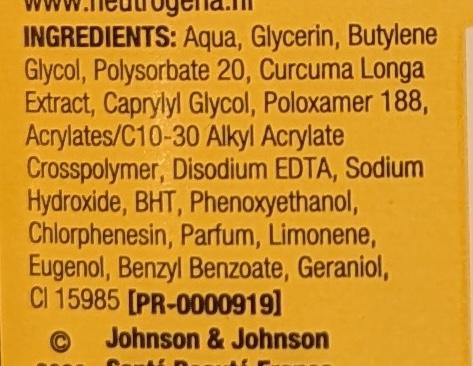 www.neutrogena.nl
INGREDIENTS: Aqua, Glycerin, Butylene
Glycol, Polysorbate 20, Curcuma Longa
Extract, Caprylyl Glycol, Poloxamer 188,
Acrylates/C10-30 Alkyl Acrylate
Crosspolymer, Disodium EDTA, Sodium
Hydroxide, BHT, Phenoxyethanol,
Chlorphenesin, Parfum, Limonene,
Eugenol, Benzyl Benzoate, Geraniol,
CI 15985 [PR-0000919]
© Johnson & Johnson
Santé Beauté France